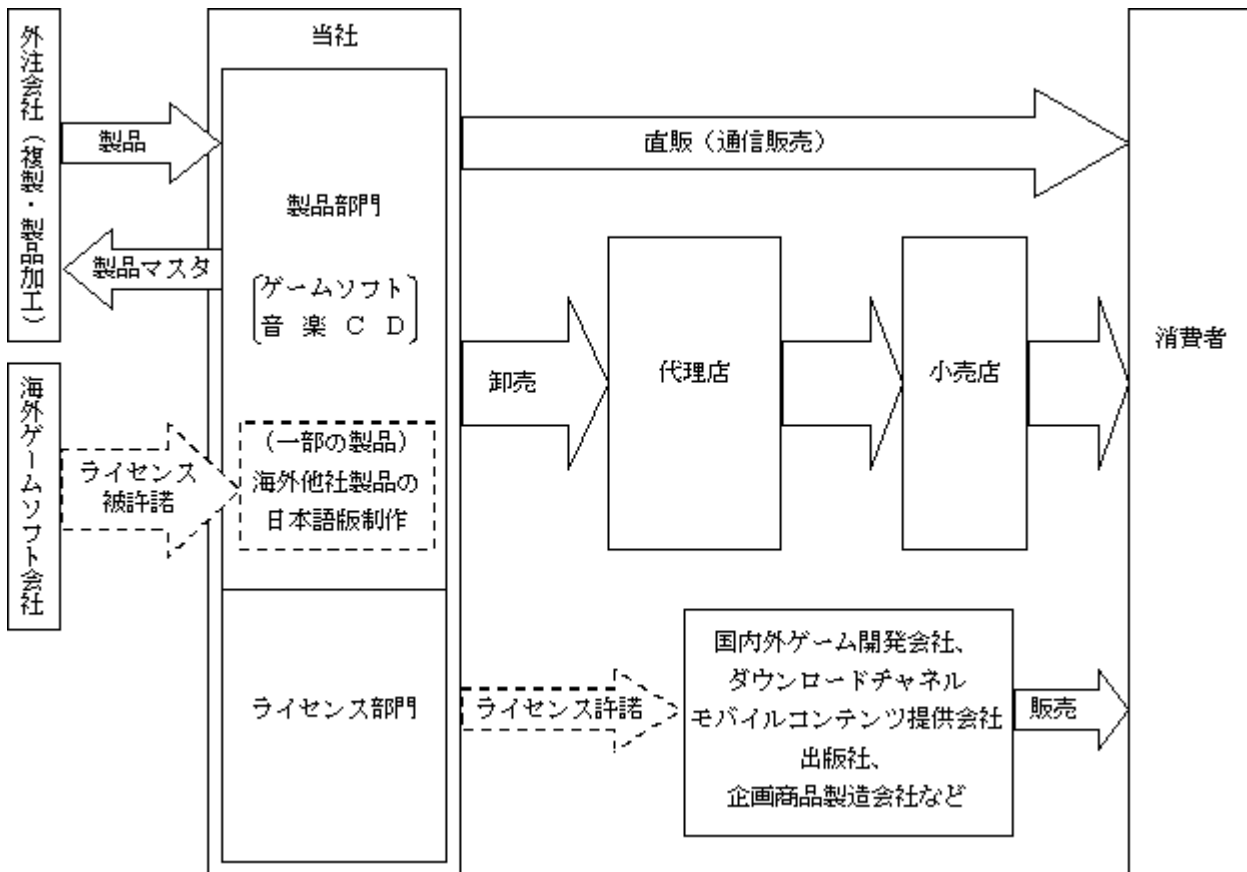 外注会社（複製・製品加工）
海外ゲームソフト会社
当社
製品
製品マスタ
ライセンス
被許諾
製品部門
ゲームソフト
音楽ＣＤ
（一部の製品）
海外他社製品の
日本語版制作
ライセンス部門
直販（通信販売）
卸売
代理店
小売店
ライセンス許諾
国内外ゲーム開発会社、
ダウンロードチャネル
モバイルコンテンツ提供会社
出版社、
企画商品製造会社など
販売
消費者